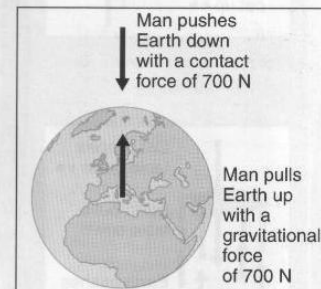 Man pushes
Earth down
with a contact
force of 700 N
Man pulls
Earth up
with a
gravitational
force
of 700 N